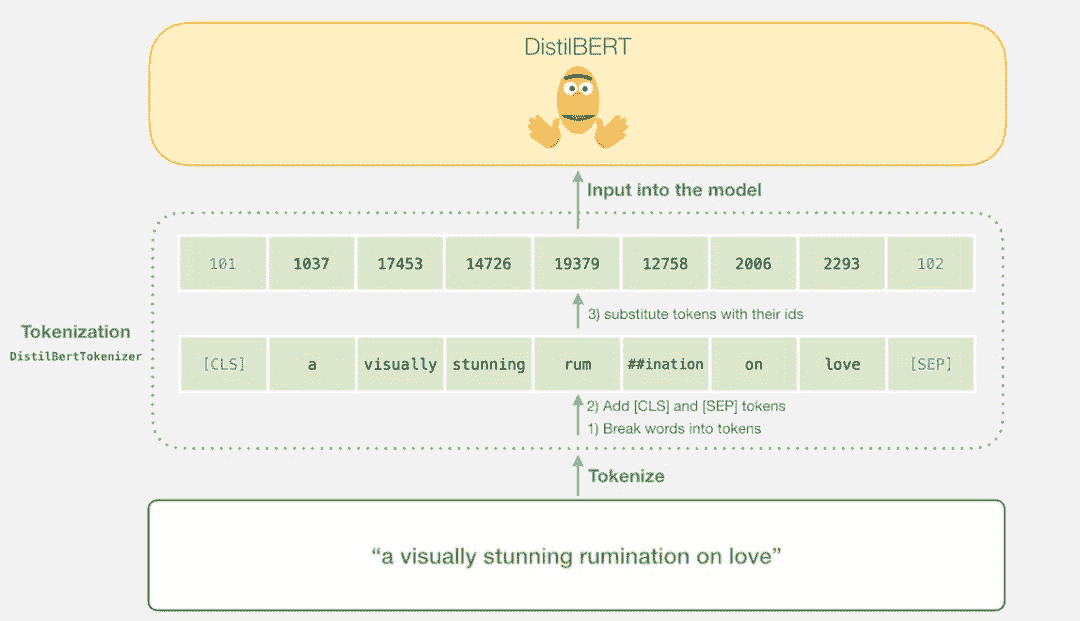 DistilBERT
Input into the model
101 1037 17453 14726 19379 12758 2006 2293 102
3) substitute tokens with their ids
Tokenization
DistilBertTokenizer
[CLS] a visually stunning rum ##ination on love [SEP]
2) Add [CLS] and [SEP] tokens
1) Break words into tokens
Tokenize
“a visually stunning rumination on love”